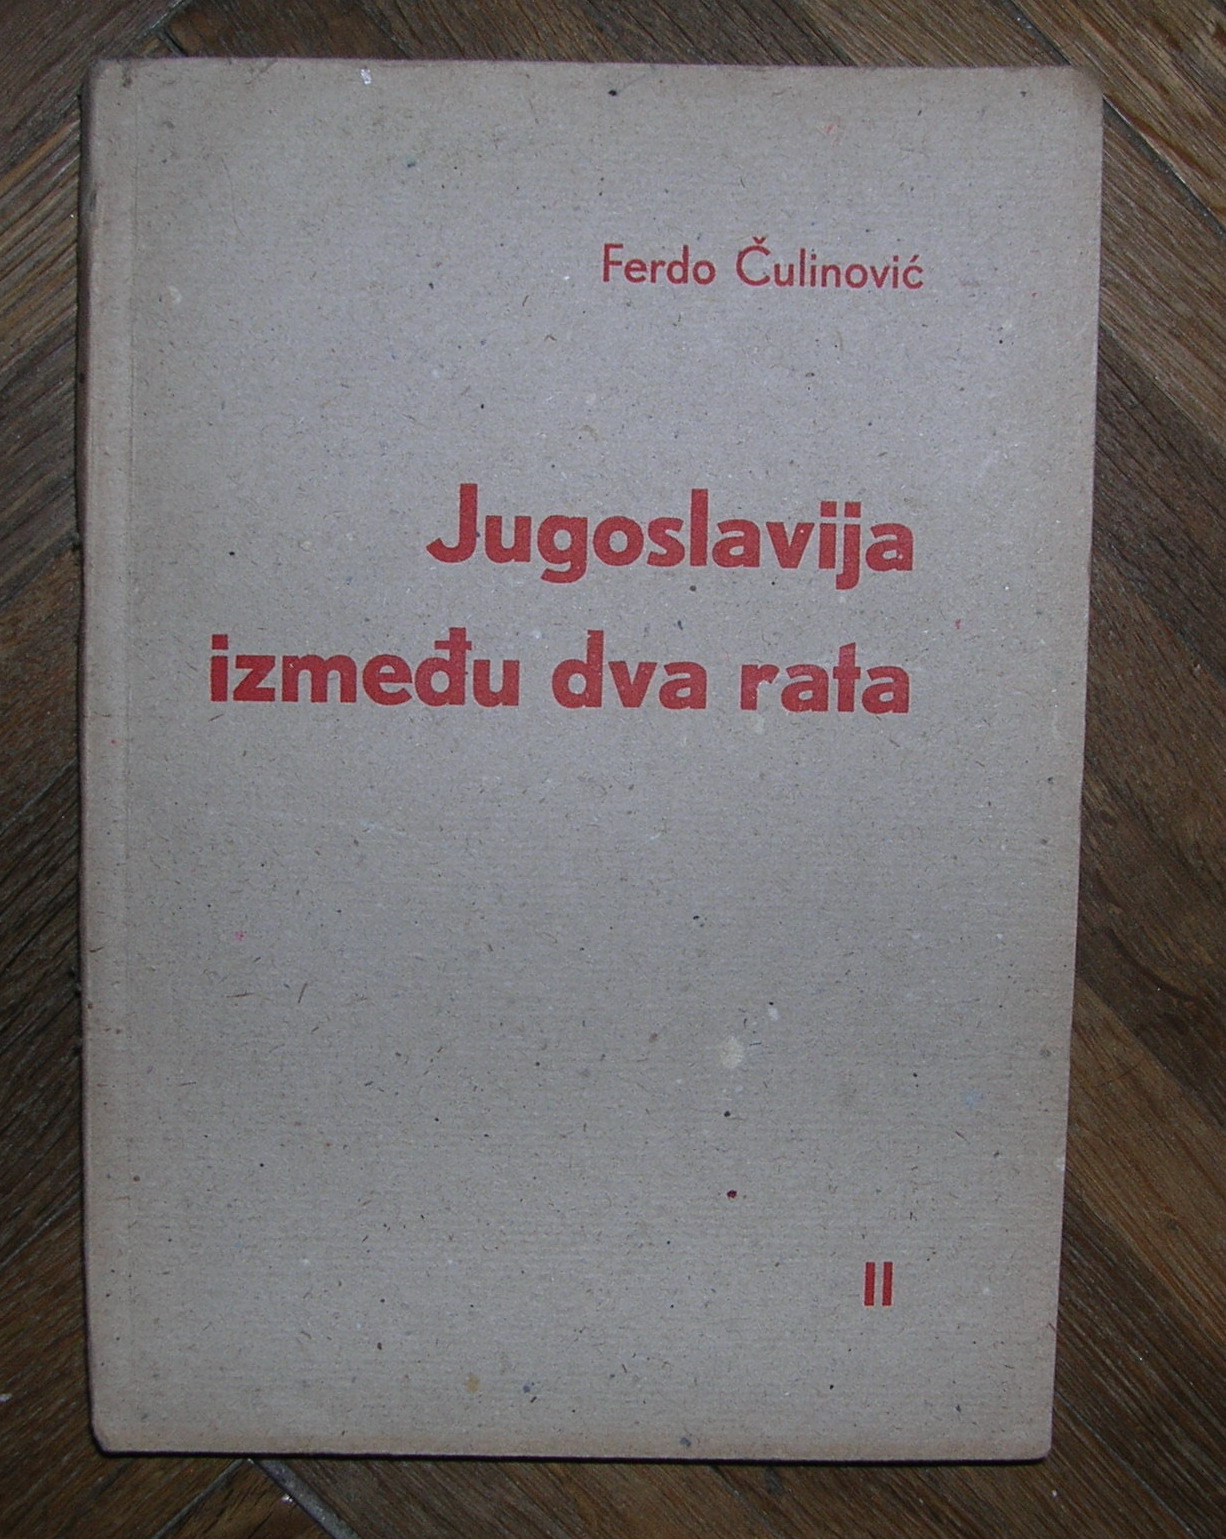 Ferdo Čulinović
Jugoslavija
između dva rata
II